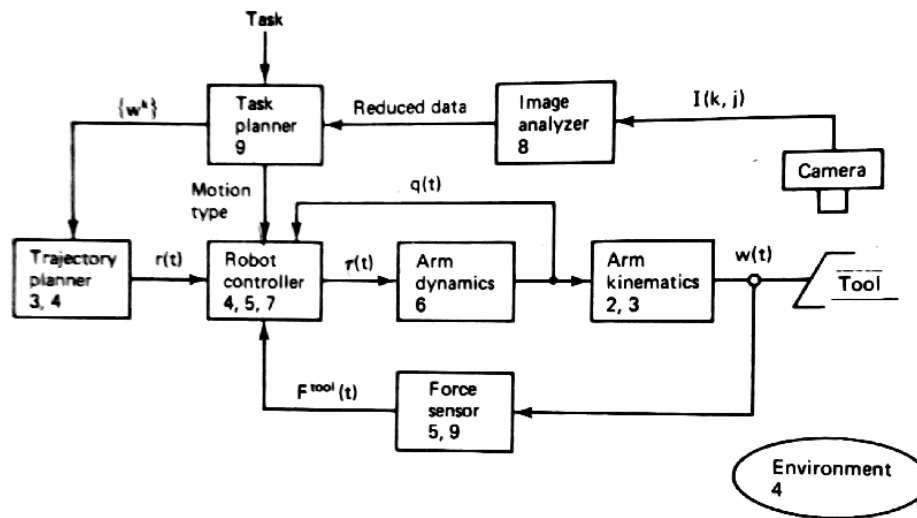 Task
{w^k}
Task
planner
9
Reduced data
Image
analyzer
8
I(k, j)
Camera
Motion
type
q(t)
Trajectory
planner
3, 4
r(t)
Robot
controller
4, 5, 7
τ(t)
Arm
dynamics
6
Arm
kinematics
2, 3
w(t)
Tool
F^tool(t)
Force
sensor
5, 9
Environment
4